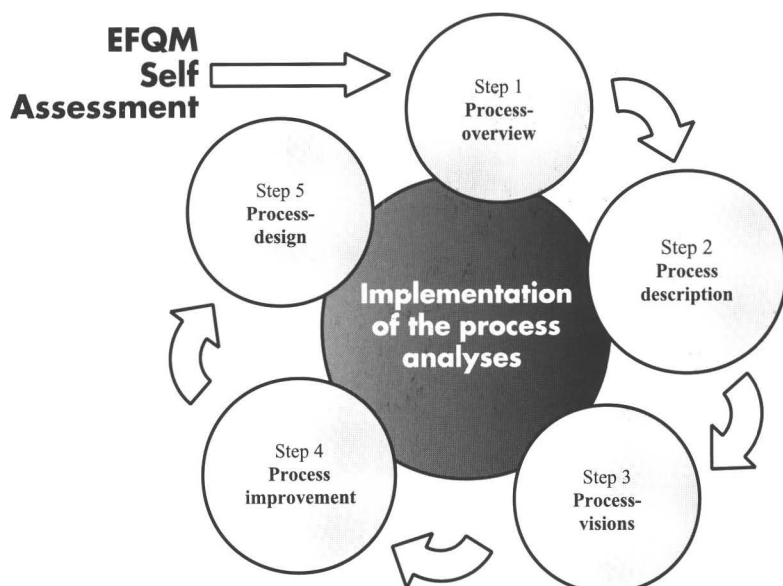 EFQM
Self
Assessment
Step 1
Process-
overview
Step 2
Process
description
Step 3
Process-
visions
Step 4
Process
improvement
Step 5
Process-
design
Implementation
of the process
analyses